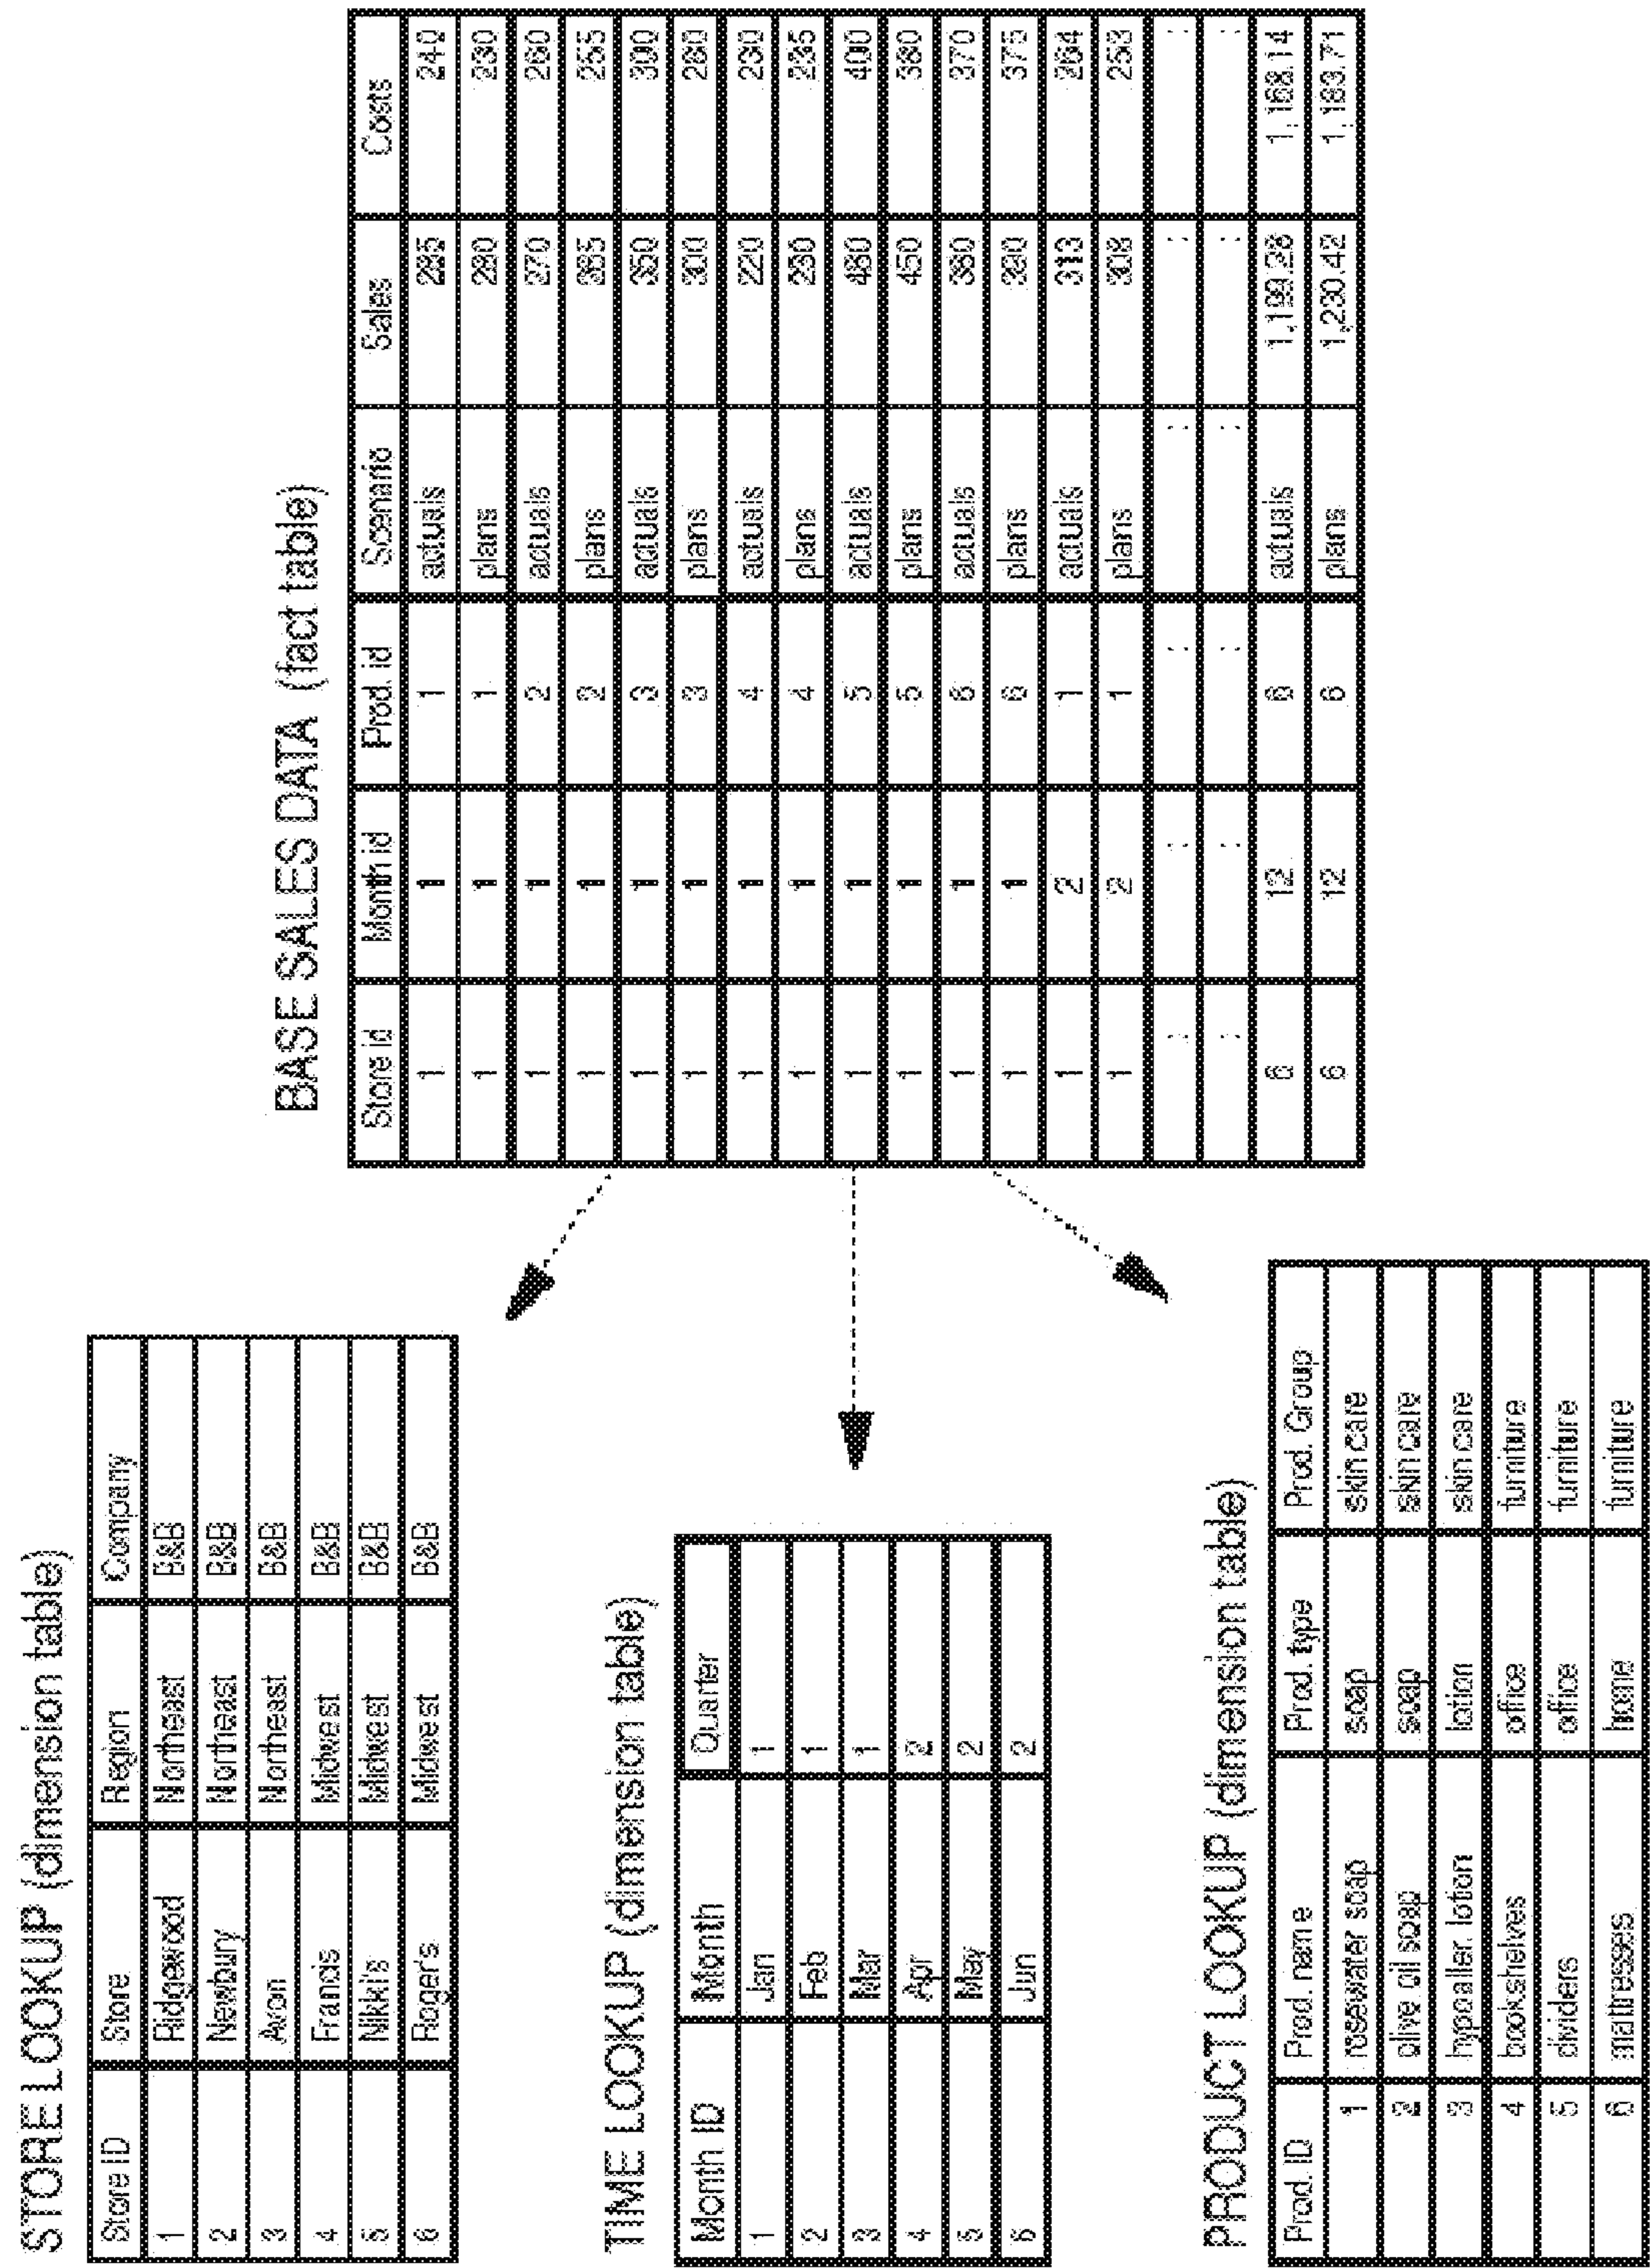 STORE LOOKUP (dimension table)
Store ID Store Region Company
1 Ridgewood Northeast B&B
2 Newbury Northeast B&B
3 Avon Northeast B&B
4 Francis Midwest B&B
5 Nikki's Midwest B&B
6 Roger's Midwest B&B
TIME LOOKUP (dimension table)
Month ID Month Quarter
1 Jan 1
2 Feb 1
3 Mar 1
4 Apr 2
5 May 2
6 Jun 2
PRODUCT LOOKUP (dimension table)
Prod. ID Prod. name Prod. type Prod. Group
1 rosewater soap soap skin care
2 olive oil soap soap skin care
3 hypoaller. lotion lotion skin care
4 bookshelves office furniture
5 dividers office furniture
6 mattresses home furniture
BASE SALES DATA (fact table)
Store id Month id Prod. id Scenario Sales Costs
1 1 1 actuals 285 240
1 1 1 plans 280 230
1 1 2 actuals 270 260
1 1 2 plans 255
1 1 3 actuals 350 300
1 1 3 plans 300
1 1 4 actuals 220 230
1 1 4 plans 230 235
1 1 5 actuals 400
1 1 5 plans 450 380
1 1 6 actuals 380 370
1 1 6 plans 390 375
1 2 1 actuals 313 264
1 2 1 plans 308 253
: : : : : :
: : : : : :
6 12 6 actuals 1,199.28 1,168.14
6 12 6 plans 1,230.42 1,183.71